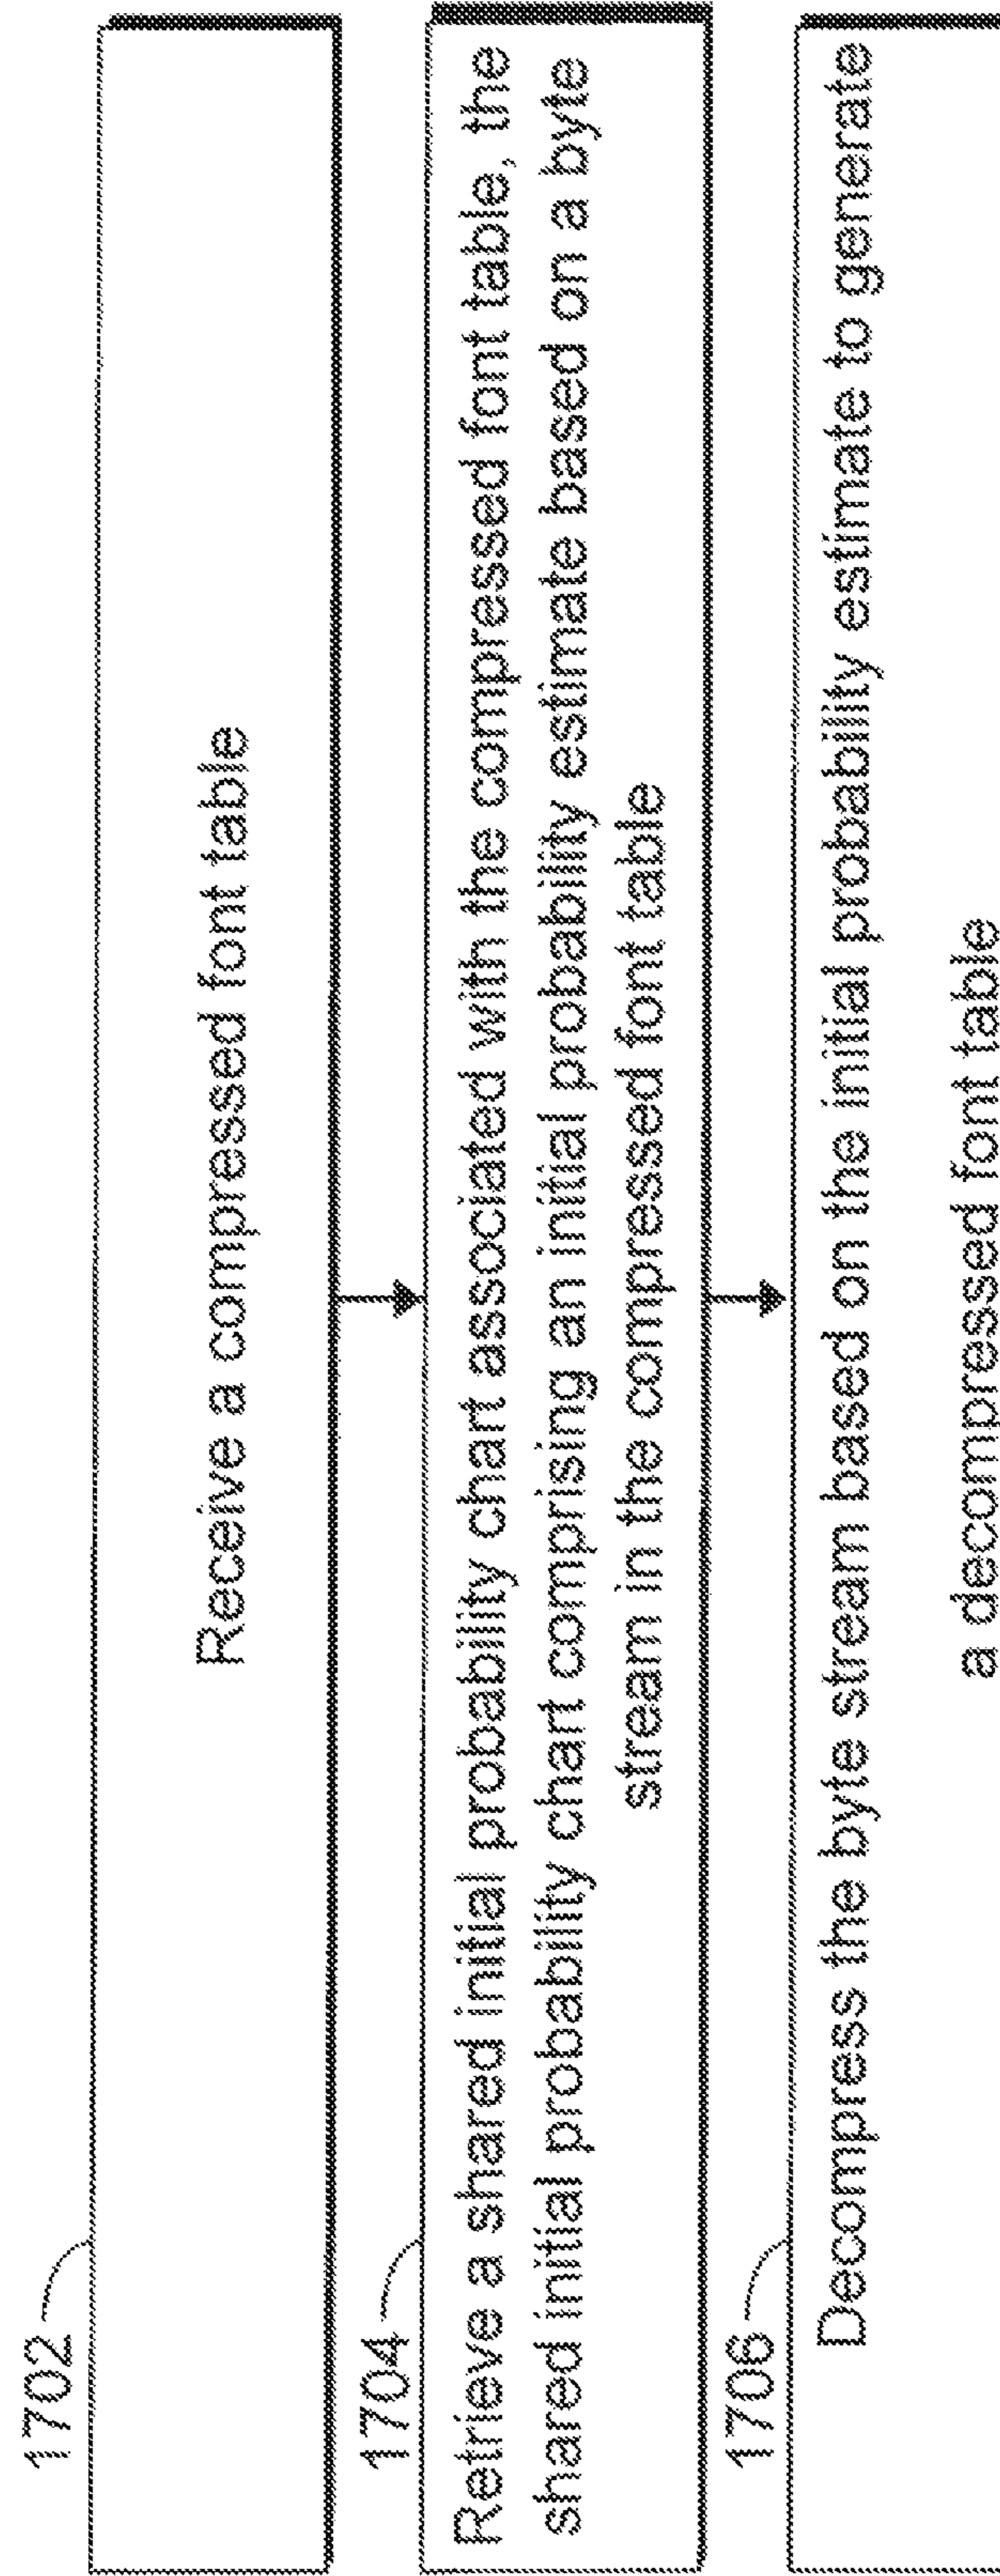 1702
Receive a compressed font table
1704
Retrieve a shared initial probability chart associated with the compressed font table, the
shared initial probability chart comprising an initial probability estimate based on a byte
stream in the compressed font table
1706
Decompress the byte stream based on the initial probability estimate to generate
a decompressed font table